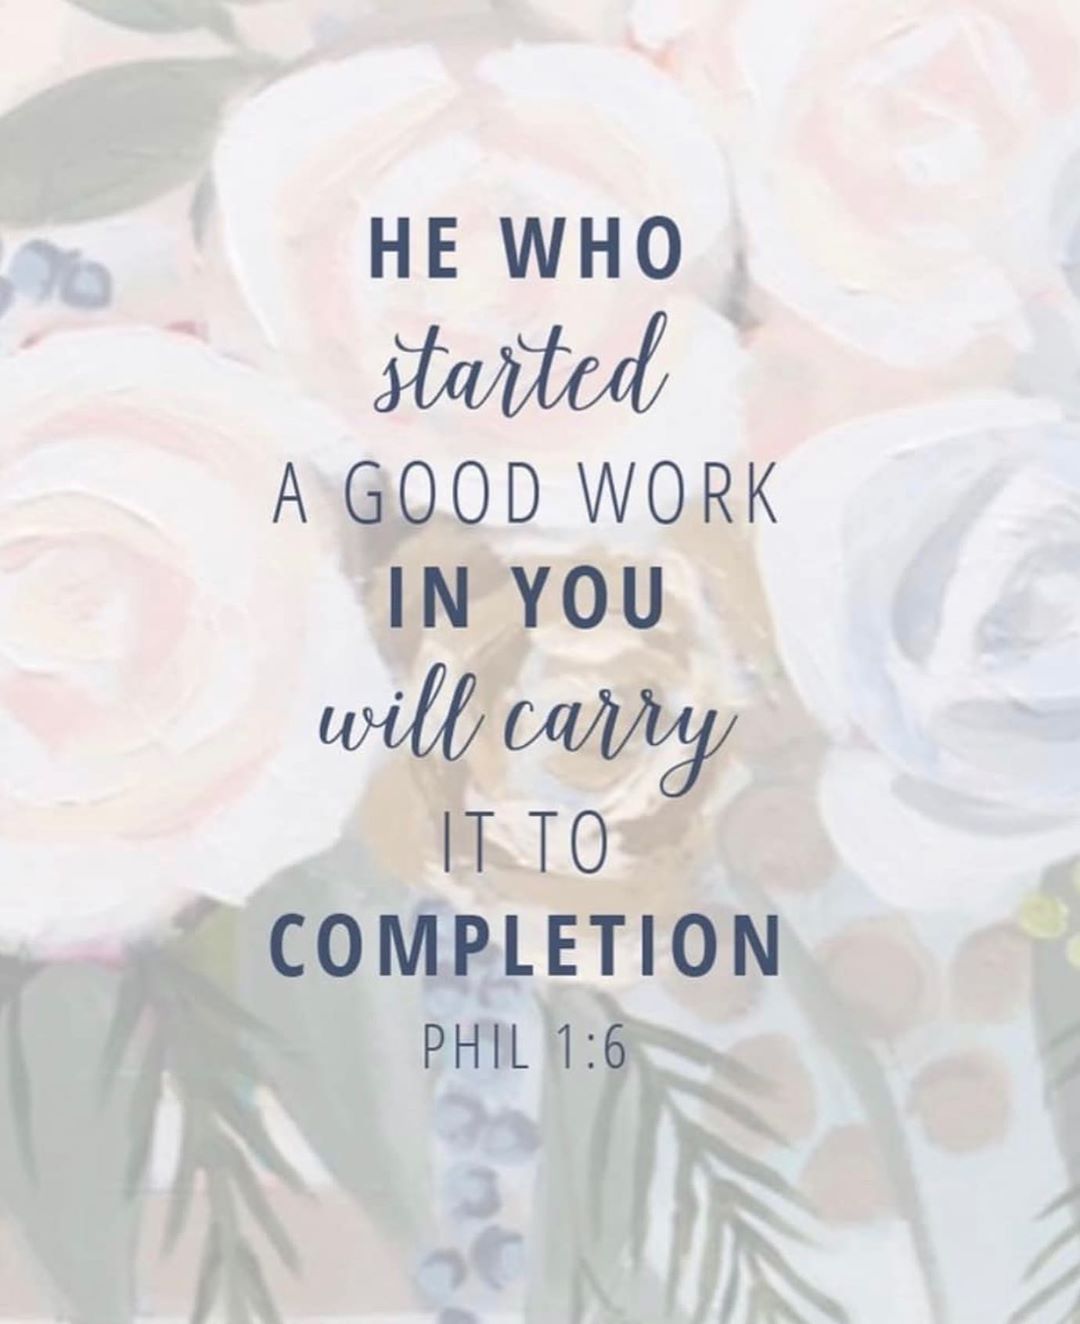 HE WHO
started
A GOOD WORK
IN YOU
will carry
IT TO
COMPLETION
PHIL 1:6